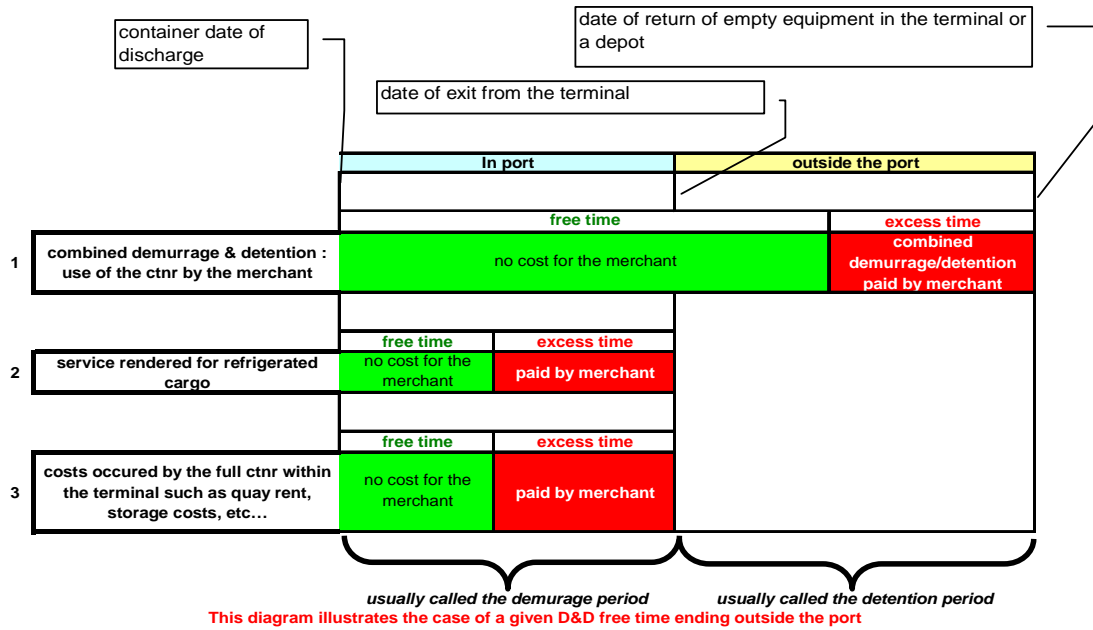 container date of
discharge
date of return of empty equipment in the terminal or
a depot
date of exit from the terminal
In port
outside the port
free time
excess time
1
combined demurrage & detention :
use of the ctnr by the merchant
no cost for the merchant
combined
demurrage/detention
paid by merchant
free time
excess time
2
service rendered for refrigerated
cargo
no cost for the
merchant
paid by merchant
free time
excess time
3
costs occured by the full ctnr within
the terminal such as quay rent,
storage costs, etc…
no cost for the
merchant
paid by merchant
usually called the demurage period
usually called the detention period
This diagram illustrates the case of a given D&D free time ending outside the port